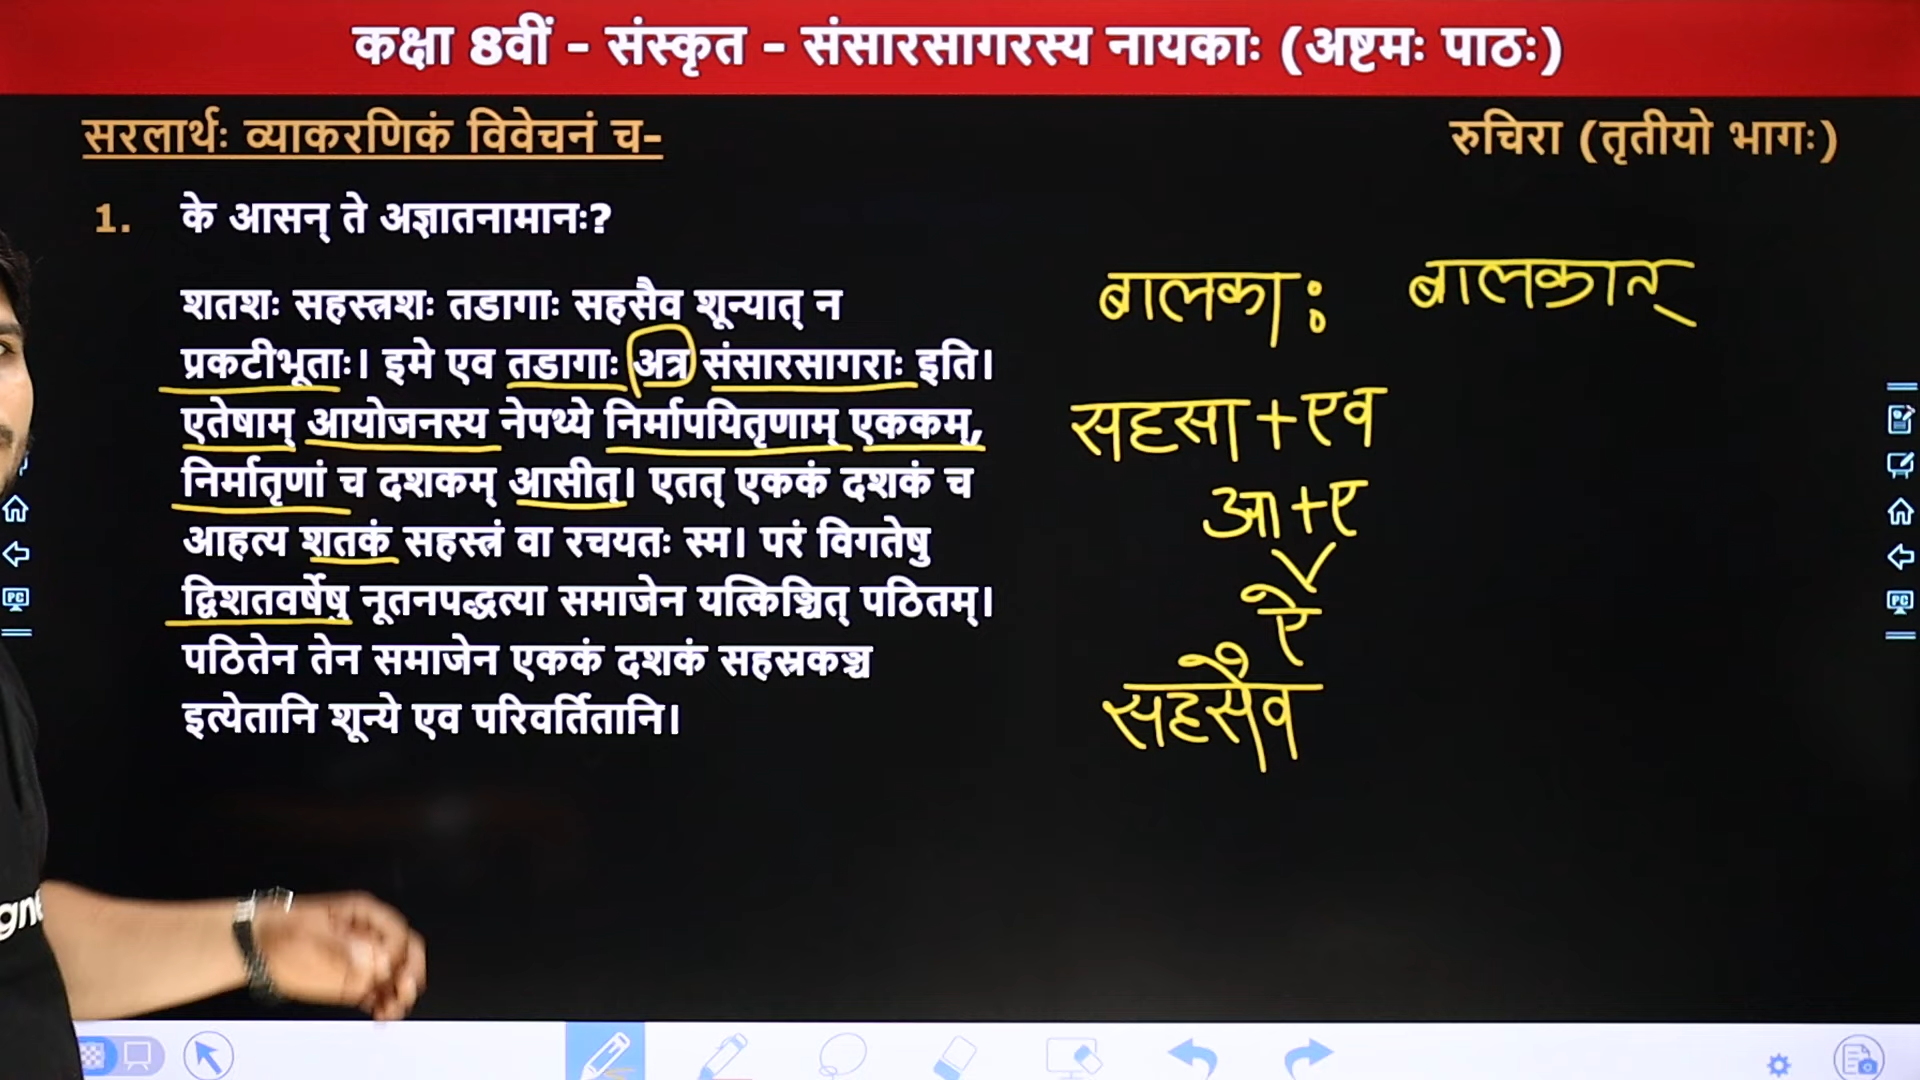 कक्षा 8वीं - संस्कृत - संसारसागरस्य नायकाः (अष्टमः पाठः)
सरलार्थः व्याकरणिकं विवेचनं च-
रुचिरा (तृतीयो भागः)
1. के आसन् ते अज्ञातनामानः?
शतशः सहस्त्रशः तडागाः सहसैव शून्यात् न
प्रकटीभूताः। इमे एव तडागाः अत्र संसारसागराः इति।
एतेषाम् आयोजनस्य नेपथ्ये निर्मापयितृणाम् एककम्,
निर्मातृणां च दशकम् आसीत्। एतत् एककं दशकं च
आहत्य शतकं सहस्त्रं वा रचयतः स्म। परं विगतेषु
द्विशतवर्षेषु नूतनपद्धत्या समाजेन यत्किञ्चित् पठितम्।
पठितेन तेन समाजेन एककं दशकं सहस्रकञ्च
इत्येतानि शून्ये एव परिवर्तितानि।
बालकाः बालकान्
सहसा + एव
आ + ए
ऐ
सहसैव
PC
PC